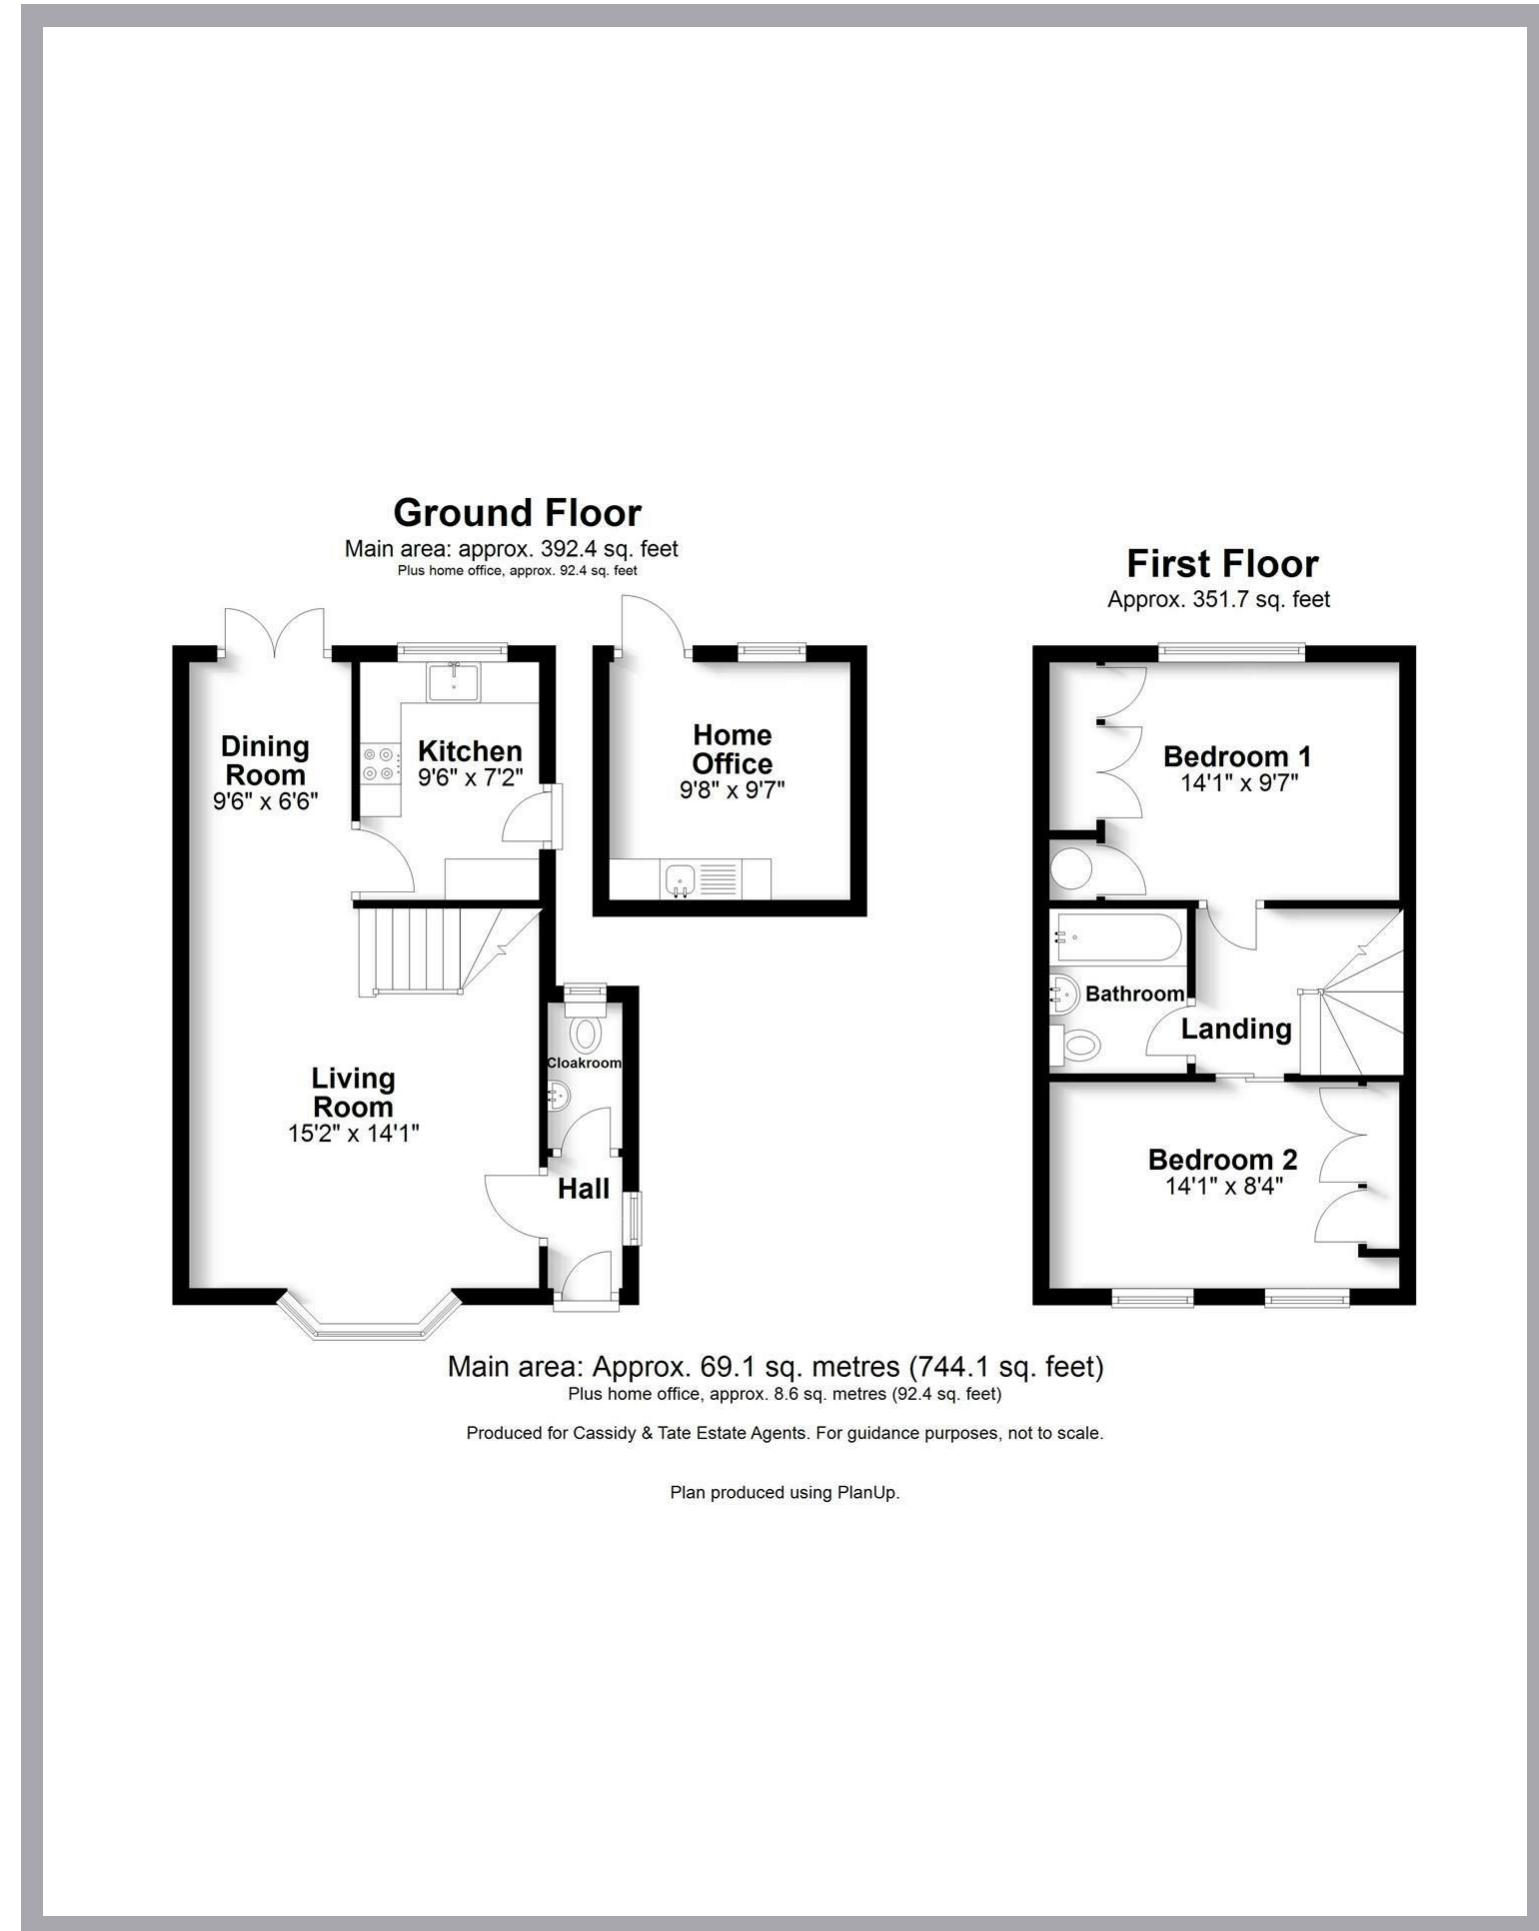 Ground Floor
Main area: approx. 392.4 sq. feet
Plus home office, approx. 92.4 sq. feet
First Floor
Approx. 351.7 sq. feet
Dining
Room
9'6" x 6'6"
Kitchen
9'6" x 7'2"
Home
Office
9'8" x 9'7"
Bedroom 1
14'1" x 9'7"
Bathroom
Landing
Cloakroom
Living
Room
15'2" x 14'1"
Hall
Bedroom 2
14'1" x 8'4"
Main area: Approx. 69.1 sq. metres (744.1 sq. feet)
Plus home office, approx. 8.6 sq. metres (92.4 sq. feet)
Produced for Cassidy & Tate Estate Agents. For guidance purposes, not to scale.
Plan produced using PlanUp.